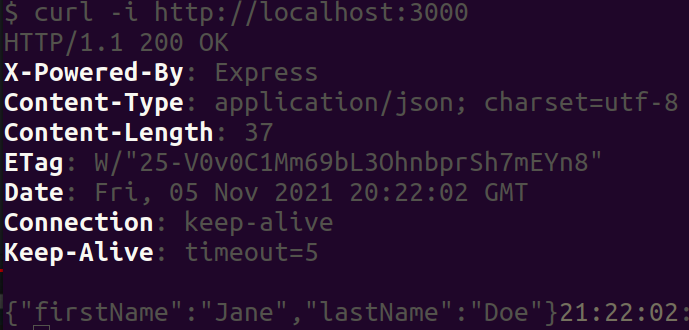 $ curl -i http://localhost:3000
HTTP/1.1 200 OK
X-Powered-By: Express
Content-Type: application/json; charset=utf-8
Content-Length: 37
ETag: W/"25-V0v0C1Mm69bL3OhnbprSh7mEYn8"
Date: Fri, 05 Nov 2021 20:22:02 GMT
Connection: keep-alive
Keep-Alive: timeout=5
{"firstName":"Jane","lastName":"Doe"}21:22:02: